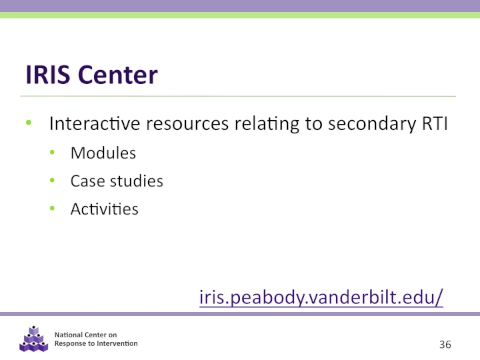 IRIS Center
• Interactive resources relating to secondary RTI
• Modules
• Case studies
• Activities
iris.peabody.vanderbilt.edu/
National Center on
Response to Intervention
36